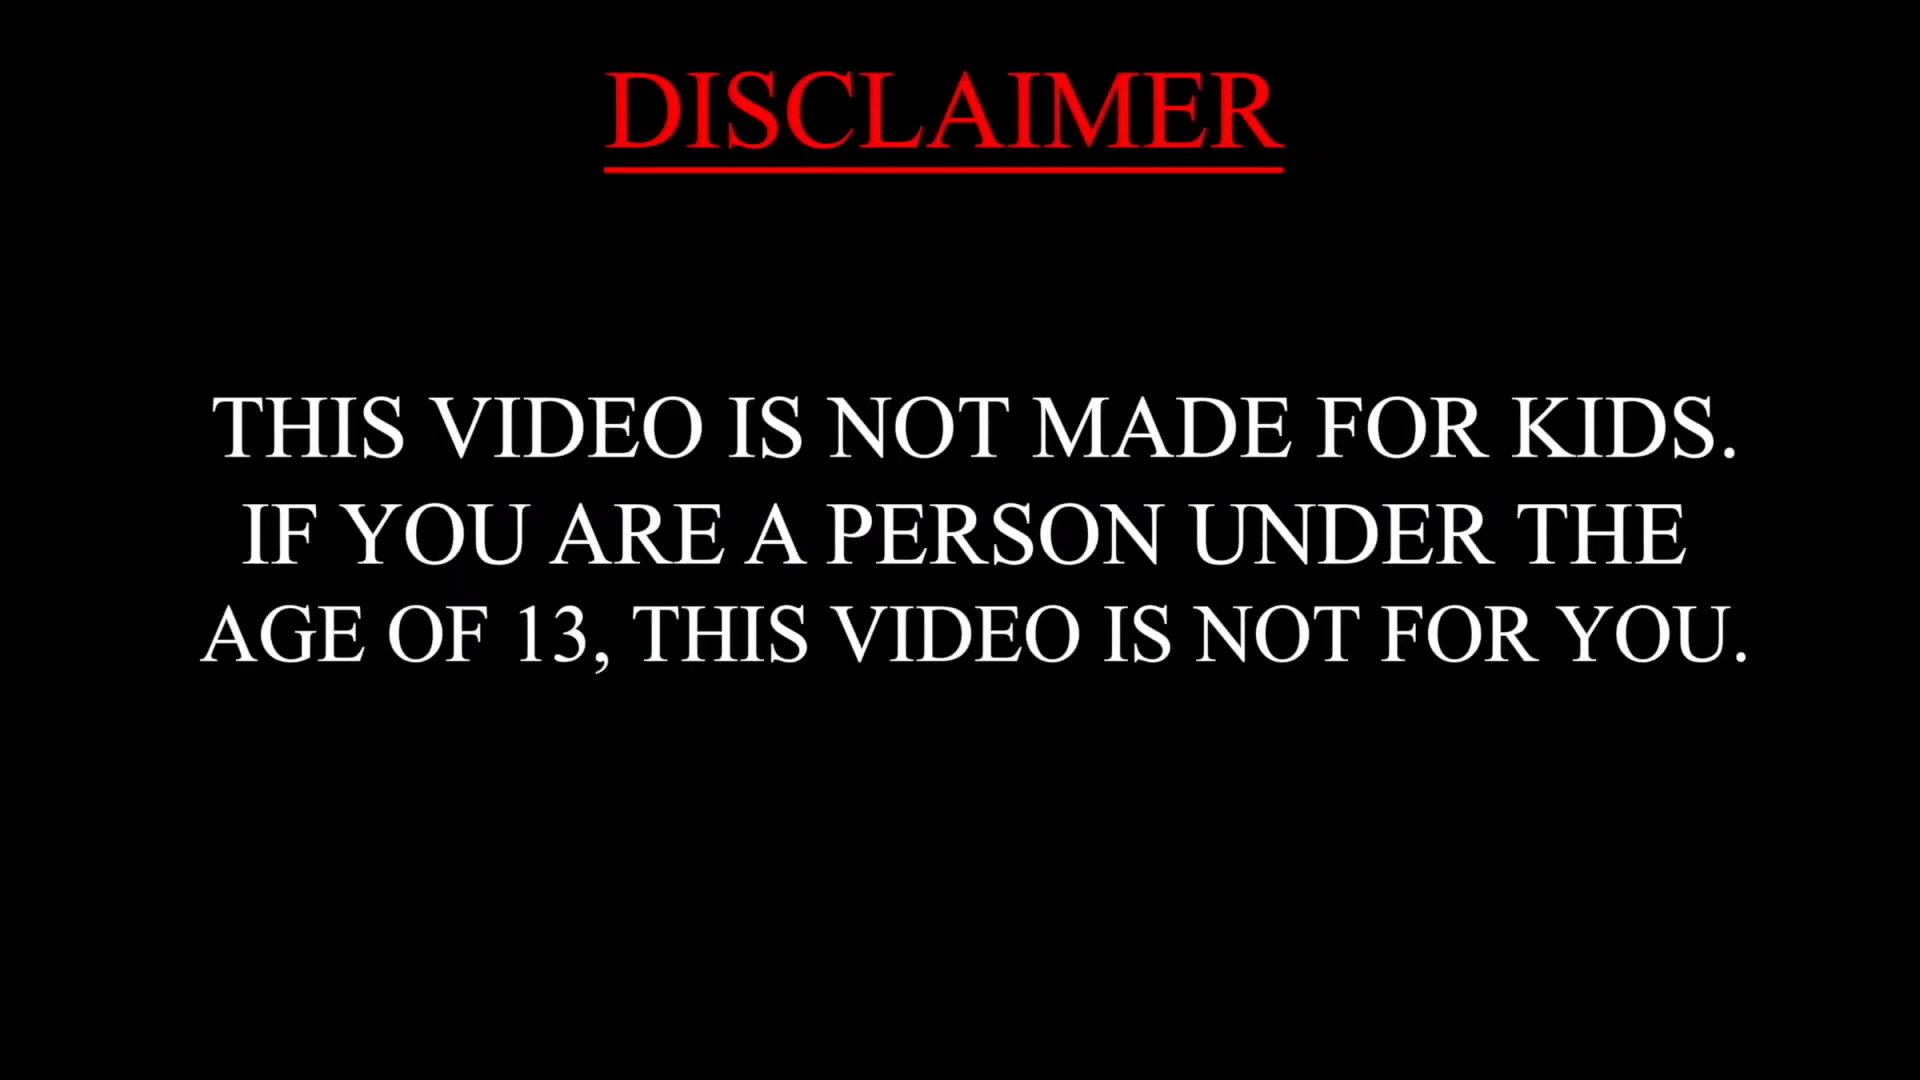 DISCLAIMER
THIS VIDEO IS NOT MADE FOR KIDS.
IF YOU ARE A PERSON UNDER THE
AGE OF 13, THIS VIDEO IS NOT FOR YOU.